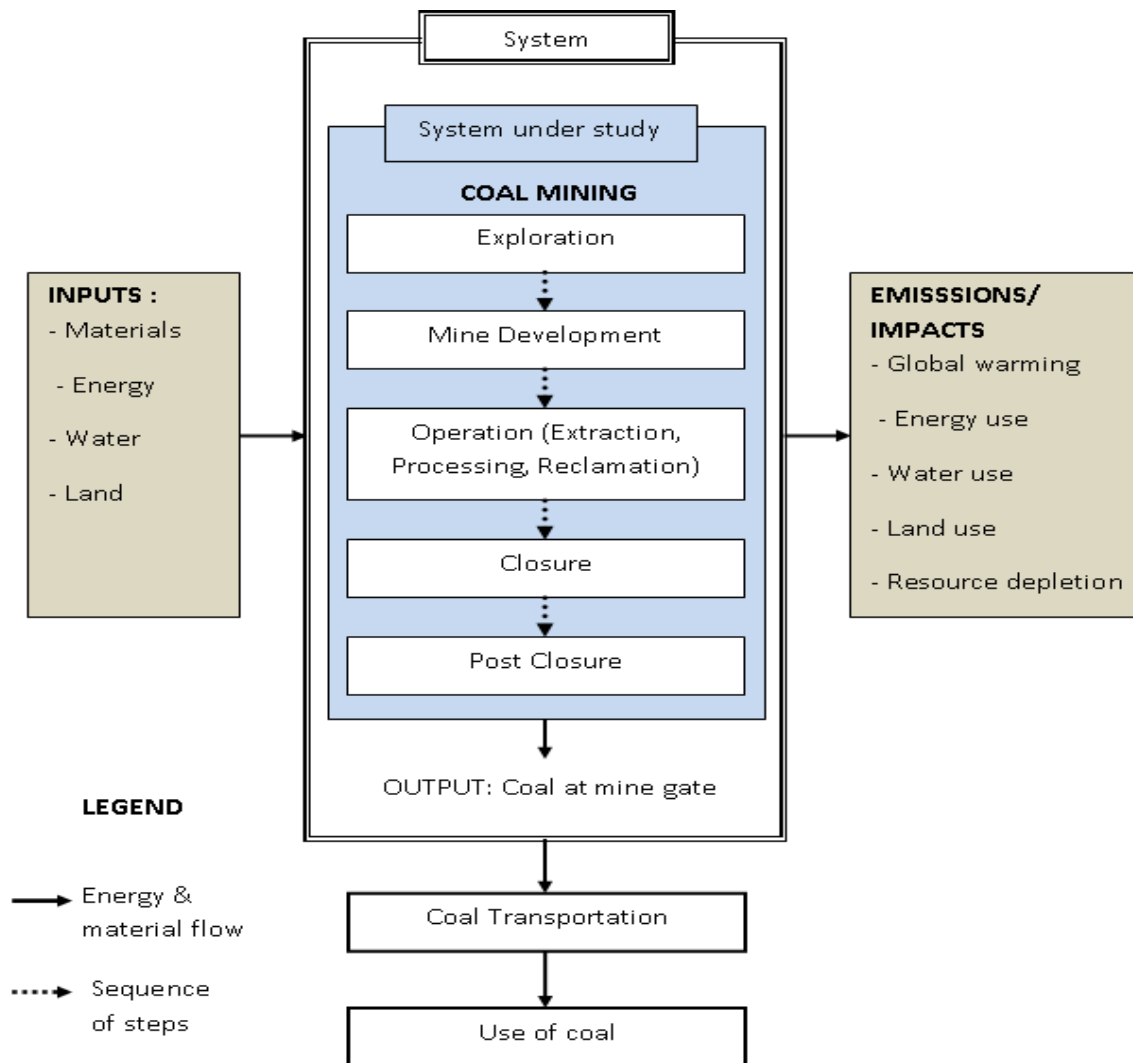 System
System under study
COAL MINING
Exploration
Mine Development
Operation (Extraction,
Processing, Reclamation)
Closure
Post Closure
OUTPUT: Coal at mine gate
INPUTS :
- Materials
- Energy
- Water
- Land
EMISSSIONS/
IMPACTS
- Global warming
- Energy use
- Water use
- Land use
- Resource depletion
LEGEND
Energy &
material flow
Sequence
of steps
Coal Transportation
Use of coal